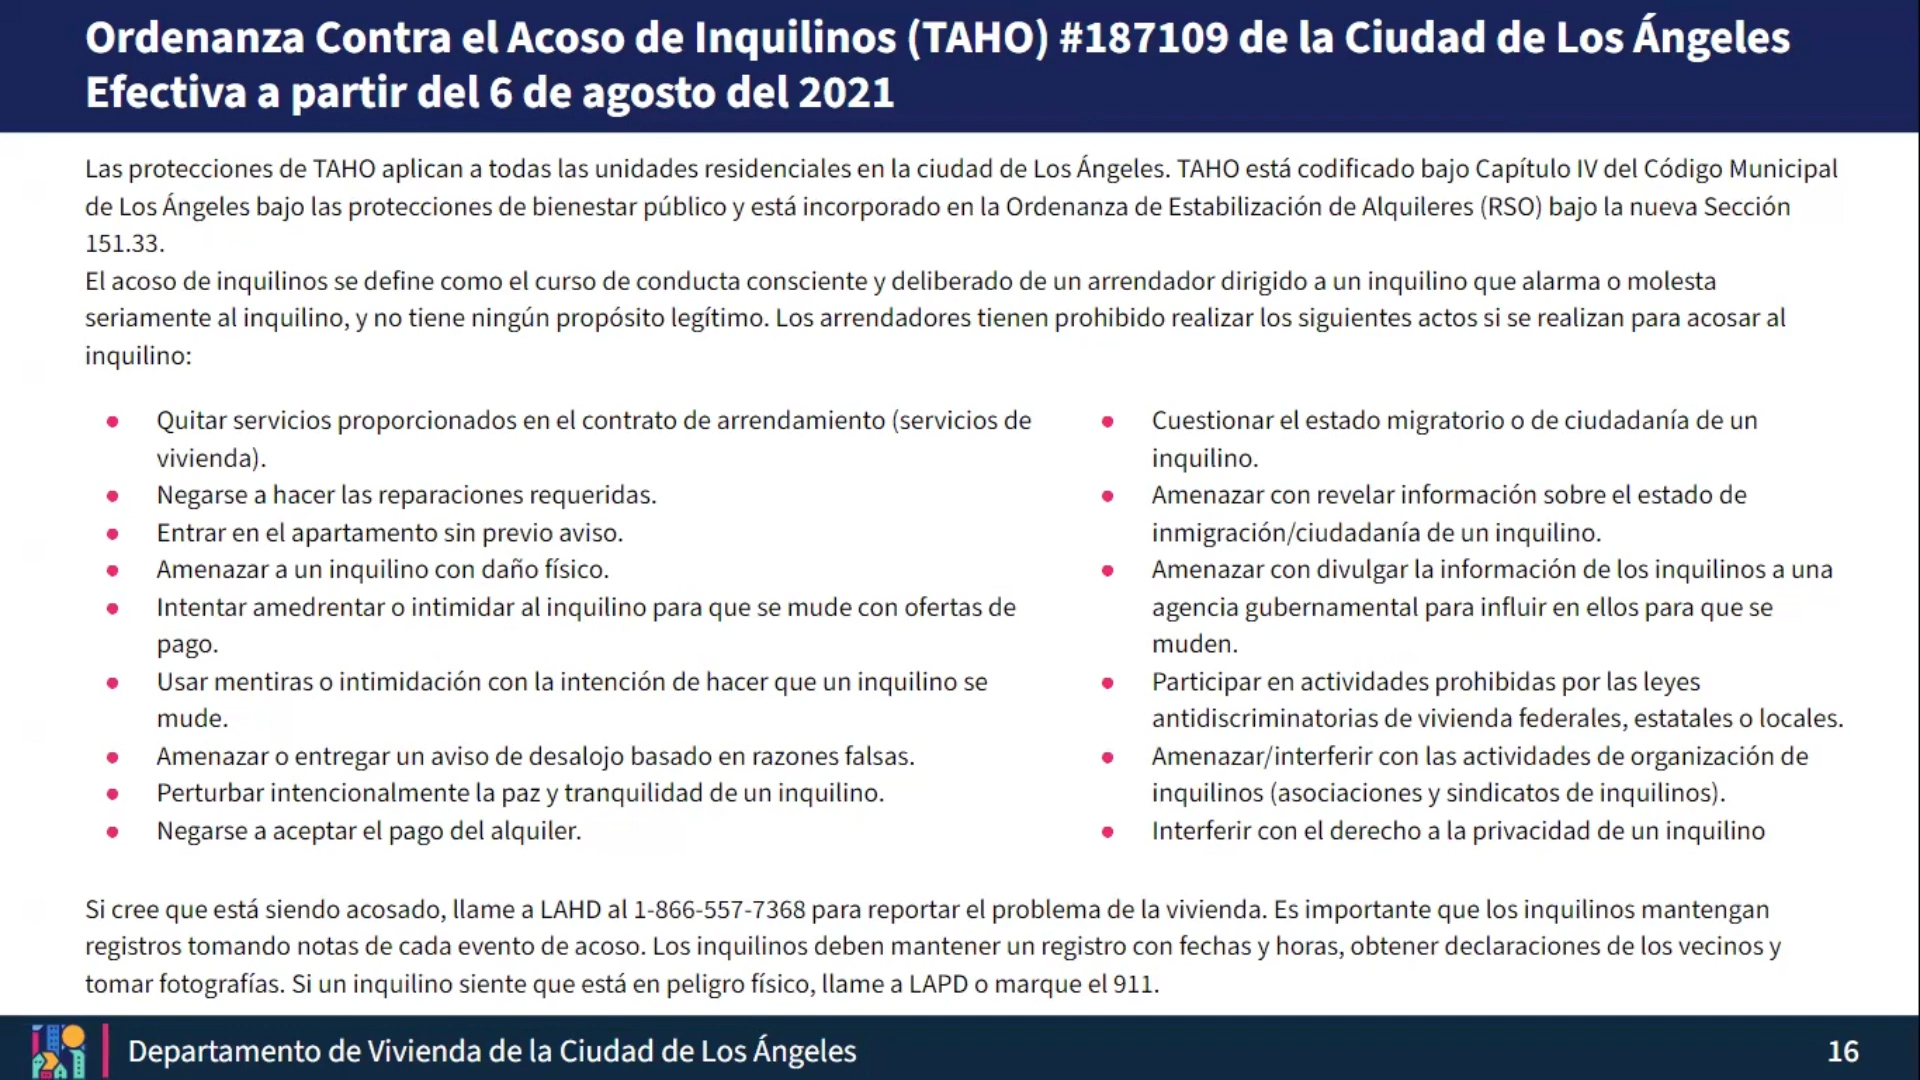 Ordenanza Contra el Acoso de Inquilinos (TAHO) #187109 de la Ciudad de Los Ángeles
Efectiva a partir del 6 de agosto del 2021
Las protecciones de TAHO aplican a todas las unidades residenciales en la ciudad de Los Ángeles. TAHO está codificado bajo Capítulo IV del Código Municipal
de Los Ángeles bajo las protecciones de bienestar público y está incorporado en la Ordenanza de Estabilización de Alquileres (RSO) bajo la nueva Sección
151.33.
El acoso de inquilinos se define como el curso de conducta consciente y deliberado de un arrendador dirigido a un inquilino que alarma o molesta
seriamente al inquilino, y no tiene ningún propósito legítimo. Los arrendadores tienen prohibido realizar los siguientes actos si se realizan para acosar al
inquilino:
● Quitar servicios proporcionados en el contrato de arrendamiento (servicios de
vivienda).
● Negarse a hacer las reparaciones requeridas.
● Entrar en el apartamento sin previo aviso.
● Amenazar a un inquilino con daño físico.
● Intentar amedrentar o intimidar al inquilino para que se mude con ofertas de
pago.
● Usar mentiras o intimidación con la intención de hacer que un inquilino se
mude.
● Amenazar o entregar un aviso de desalojo basado en razones falsas.
● Perturbar intencionalmente la paz y tranquilidad de un inquilino.
● Negarse a aceptar el pago del alquiler.
● Cuestionar el estado migratorio o de ciudadanía de un
inquilino.
● Amenazar con revelar información sobre el estado de
inmigración/ciudadanía de un inquilino.
● Amenazar con divulgar la información de los inquilinos a una
agencia gubernamental para influir en ellos para que se
muden.
● Participar en actividades prohibidas por las leyes
antidiscriminatorias de vivienda federales, estatales o locales.
● Amenazar/interferir con las actividades de organización de
inquilinos (asociaciones y sindicatos de inquilinos).
● Interferir con el derecho a la privacidad de un inquilino
Si cree que está siendo acosado, llame a LAHD al 1-866-557-7368 para reportar el problema de la vivienda. Es importante que los inquilinos mantengan
registros tomando notas de cada evento de acoso. Los inquilinos deben mantener un registro con fechas y horas, obtener declaraciones de los vecinos y
tomar fotografías. Si un inquilino siente que está en peligro físico, llame a LAPD o marque el 911.
Departamento de Vivienda de la Ciudad de Los Ángeles
16